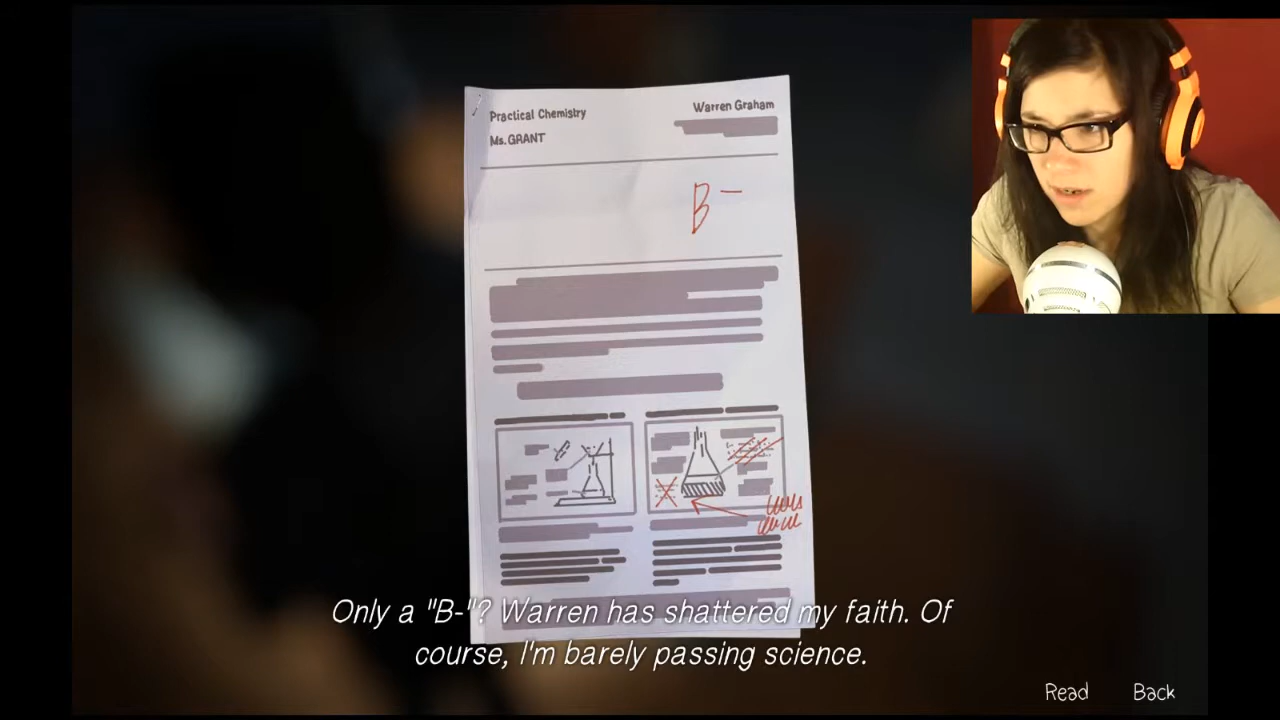 Practical Chemistry
Warren Graham
Ms. GRANT
B-
Only a "B-"? Warren has shattered my faith. Of
course, I'm barely passing science.
Read
Back